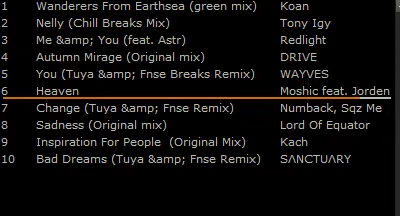 1 Wanderers From Earthsea (green mix) Koan
2 Nelly (Chill Breaks Mix) Tony Igy
3 Me &amp; You (feat. Astr) Redlight
4 Autumn Mirage (Original mix) DRIVE
5 You (Tuya &amp; Fnse Breaks Remix) WAYVES
6 Heaven Moshic feat. Jorden
7 Change (Tuya &amp; Fnse Remix) Numback, Sqz Me
8 Sadness (Original mix) Lord Of Equator
9 Inspiration For People  (Original Mix) Kach
10 Bad Dreams (Tuya &amp; Fnse Remix) SΛNCTUΛRY